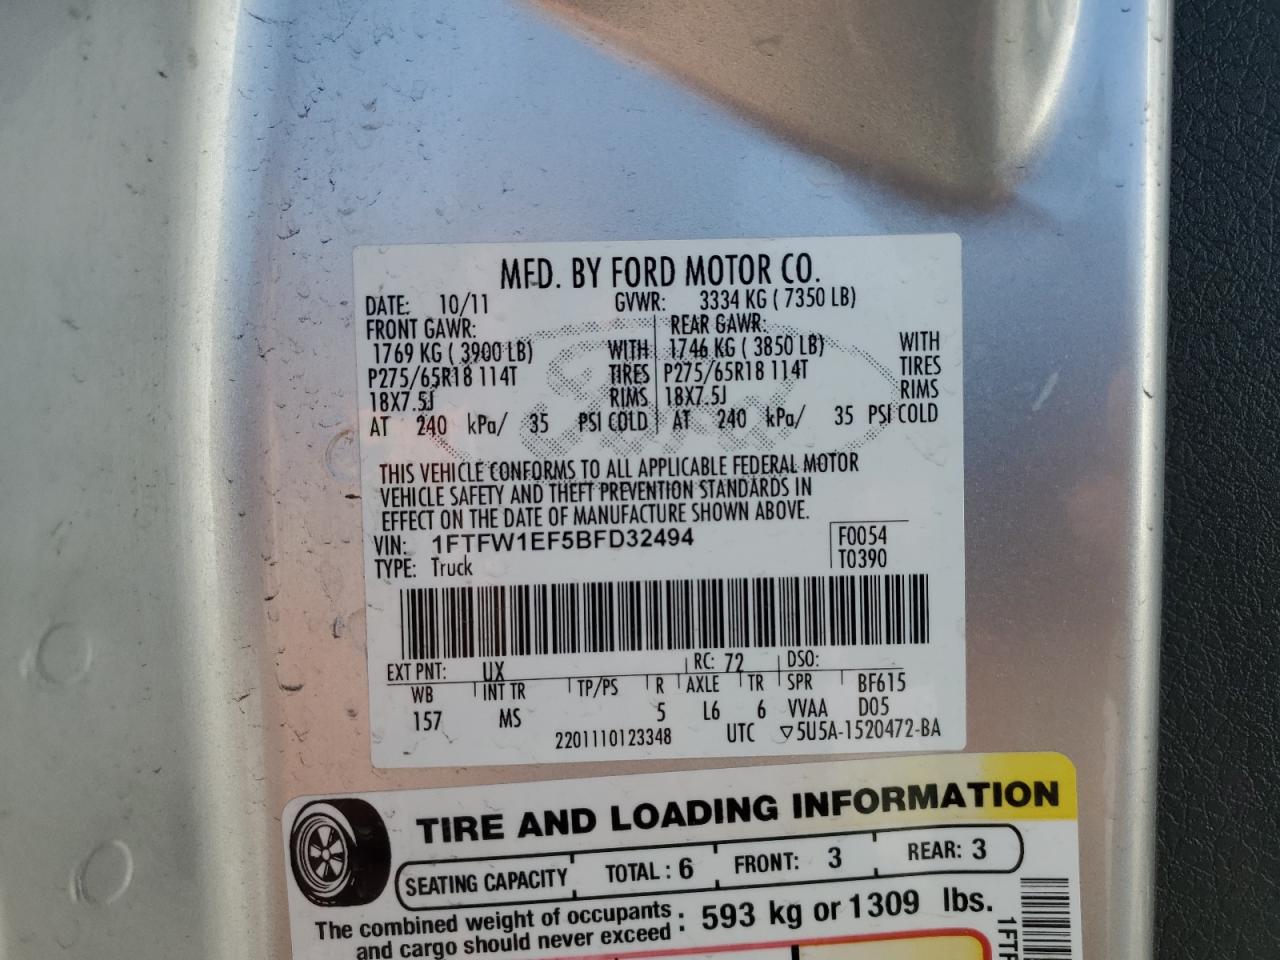 MFD. BY FORD MOTOR CO.
DATE: 10/11 GVWR: 3334 KG ( 7350 LB)
FRONT GAWR: REAR GAWR:
1769 KG ( 3900 LB) WITH 1746 KG ( 3850 LB) WITH
P275/65R18 114T TIRES P275/65R18 114T TIRES
18X7.5J RIMS 18X7.5J RIMS
AT 240 kPa/ 35 PSI COLD AT 240 kPa/ 35 PSI COLD
THIS VEHICLE CONFORMS TO ALL APPLICABLE FEDERAL MOTOR
VEHICLE SAFETY AND THEFT PREVENTION STANDARDS IN
EFFECT ON THE DATE OF MANUFACTURE SHOWN ABOVE.
VIN: 1FTFW1EF5BFD32494 F0054
TYPE: Truck T0390
EXT PNT: UX RC: 72 DSO:
WB INT TR TP/PS R AXLE TR SPR BF615
157 MS 5 L6 6 VVAA D05
2201110123348 UTC ▽5U5A-1520472-BA
TIRE AND LOADING INFORMATION
SEATING CAPACITY TOTAL : 6 FRONT: 3 REAR: 3
The combined weight of occupants
and cargo should never exceed : 593 kg or 1309 lbs.
1FTF